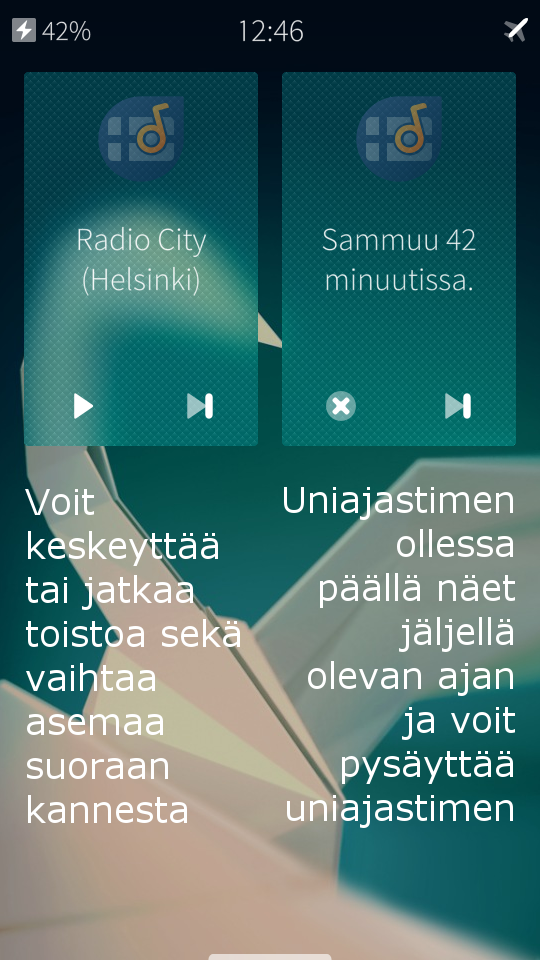 42%
12:46
Radio City
(Helsinki)
Sammuu 42
minuutissa.
Voit
keskeyttää
tai jatkaa
toistoa sekä
vaihtaa
asemaa
suoraan
kannesta
Uniajastimen
ollessa
päällä näet
jäljellä
olevan ajan
ja voit
pysäyttää
uniajastimen